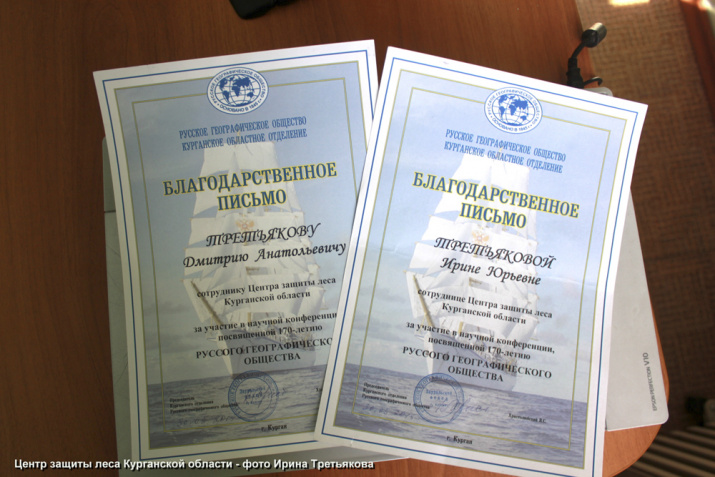 РУССКОЕ ГЕОГРАФИЧЕСКОЕ ОБЩЕСТВО
КУРГАНСКОЕ ОБЛАСТНОЕ ОТДЕЛЕНИЕ
БЛАГОДАРСТВЕННОЕ
ПИСЬМО
ТРЕТЬЯКОВУ
Дмитрию Анатольевичу
сотруднику Центра защиты леса
Курганской области
за участие в научной конференции,
посвященной 170-летию
РУССОГО ГЕОГРАФИЧЕСКО
ОБЩЕСТВА
г. Курган
РУССКОЕ ГЕОГРАФИЧЕСКОЕ ОБЩЕСТВО
КУРГАНСКОЕ ОБЛАСТНОЕ ОТДЕЛЕНИЕ
БЛАГОДАРСТВЕННОЕ
ПИСЬМО
ТРЕТЬЯКОВОЙ
Ирине Юрьевне
сотруднице Центра защиты леса
Курганской области
за участие в научной конференции,
посвященной 170-летию
РУССОГО ГЕОГРАФИЧЕСКОГО
ОБЩЕСТВА
г. Курган
Центр защиты леса Курганской области - фото Ирина Третьякова